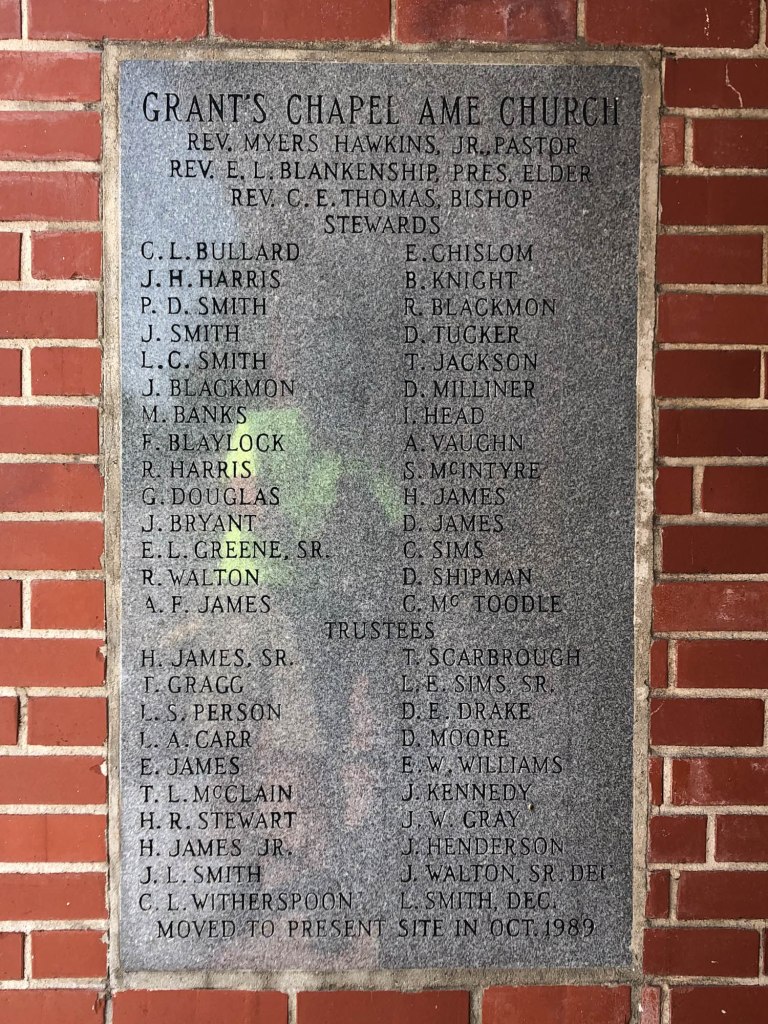 GRANT'S CHAPEL AME CHURCH
REV. MYERS HAWKINS, JR., PASTOR
REV. E. L. BLANKENSHIP, PRES. ELDER
REV. C. E. THOMAS, BISHOP
STEWARDS
C. L. BULLARD E. CHISLOM
J. H. HARRIS B. KNIGHT
P. D. SMITH R. BLACKMON
J. SMITH D. TUCKER
L. C. SMITH T. JACKSON
J. BLACKMON D. MILLINER
M. BANKS I. HEAD
F. BLAYLOCK A. VAUGHN
R. HARRIS S. McINTYRE
G. DOUGLAS H. JAMES
J. BRYANT D. JAMES
E. L. GREENE, SR. C. SIMS
R. WALTON D. SHIPMAN
A. F. JAMES C. Mc TOODLE
TRUSTEES
H. JAMES, SR. T. SCARBROUGH
T. GRAGG L. E. SIMS, SR.
L. S. PERSON D. E. DRAKE
L. A. CARR D. MOORE
E. JAMES E. W. WILLIAMS
T. L. McCLAIN J. KENNEDY
H. R. STEWART J. W. GRAY
H. JAMES JR. J. HENDERSON
J. L. SMITH J. WALTON, SR. DEC
C. L. WITHERSPOON L. SMITH, DEC.
MOVED TO PRESENT SITE IN OCT. 1989